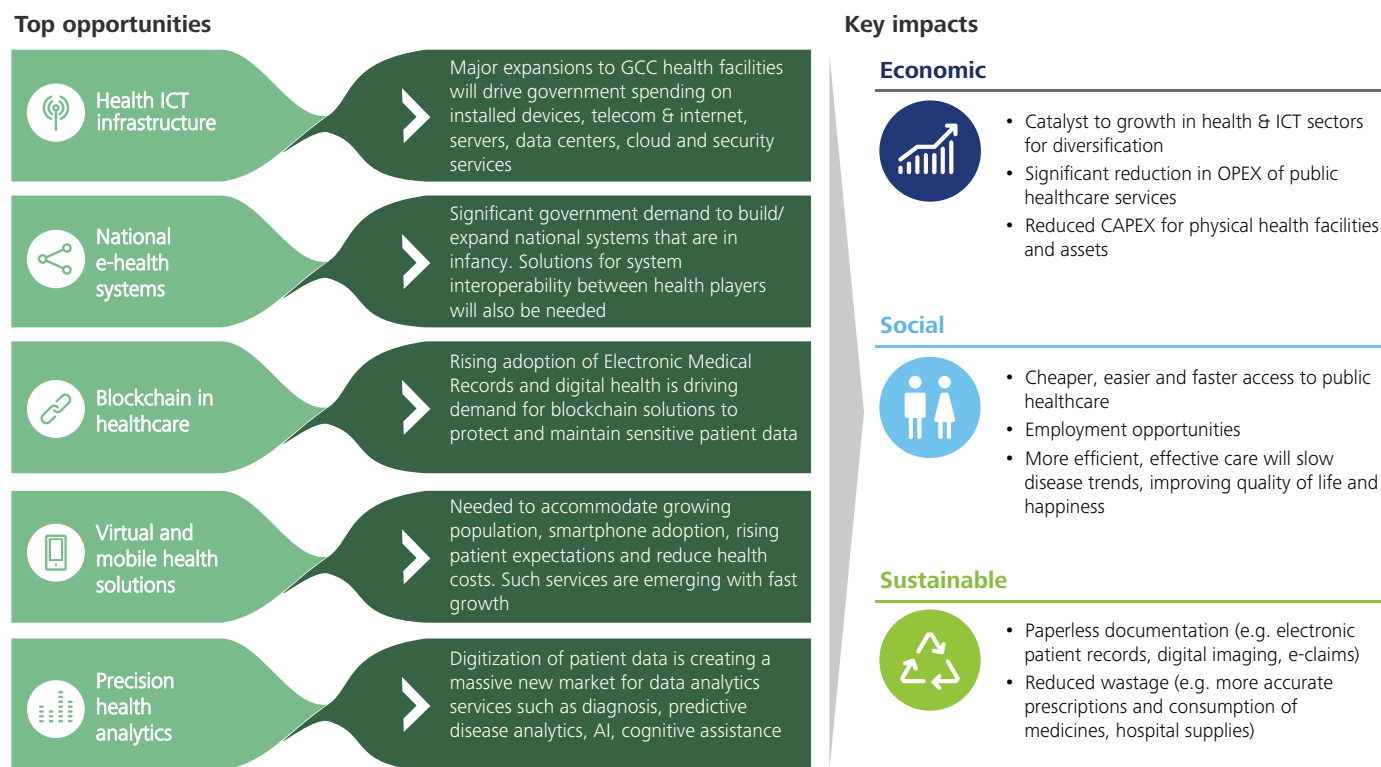 Top opportunities
Health ICT
infrastructure
Major expansions to GCC health facilities
will drive government spending on
installed devices, telecom & internet,
servers, data centers, cloud and security
services
National
e-health
systems
Significant government demand to build/
expand national systems that are in
infancy. Solutions for system
interoperability between health players
will also be needed
Blockchain in
healthcare
Rising adoption of Electronic Medical
Records and digital health is driving
demand for blockchain solutions to
protect and maintain sensitive patient data
Virtual and
mobile health
solutions
Needed to accommodate growing
population, smartphone adoption, rising
patient expectations and reduce health
costs. Such services are emerging with fast
growth
Precision
health
analytics
Digitization of patient data is creating a
massive new market for data analytics
services such as diagnosis, predictive
disease analytics, AI, cognitive assistance
Key impacts
Economic
• Catalyst to growth in health & ICT sectors
for diversification
• Significant reduction in OPEX of public
healthcare services
• Reduced CAPEX for physical health facilities
and assets
Social
• Cheaper, easier and faster access to public
healthcare
• Employment opportunities
• More efficient, effective care will slow
disease trends, improving quality of life and
happiness
Sustainable
• Paperless documentation (e.g. electronic
patient records, digital imaging, e-claims)
• Reduced wastage (e.g. more accurate
prescriptions and consumption of
medicines, hospital supplies)